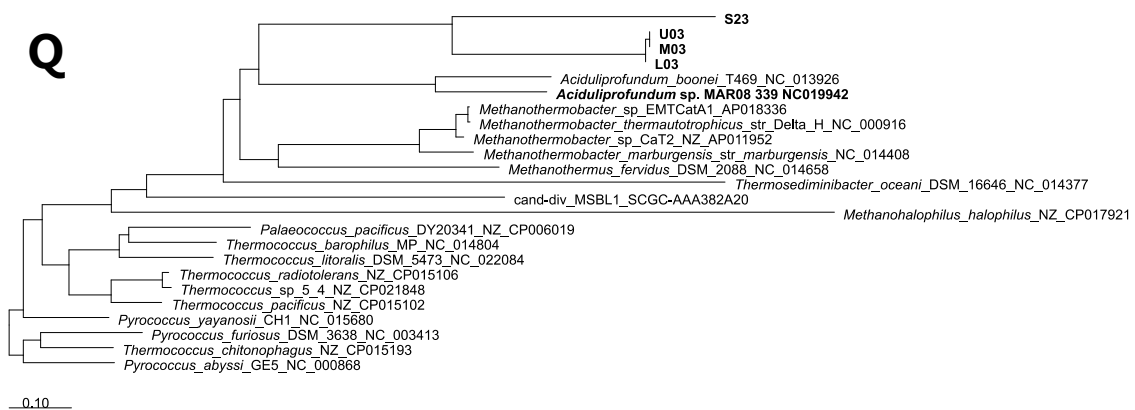 Q
S23
U03
M03
L03
Aciduliprofundum_boonei_T469_NC_013926
Aciduliprofundum sp. MAR08 339 NC019942
Methanothermobacter_sp_EMTCatA1_AP018336
Methanothermobacter_thermautotrophicus_str_Delta_H_NC_000916
Methanothermobacter_sp_CaT2_NZ_AP011952
Methanothermobacter_marburgensis_str_marburgensis_NC_014408
Methanothermus_fervidus_DSM_2088_NC_014658
Thermosediminibacter_oceani_DSM_16646_NC_014377
cand-div_MSBL1_SCGC-AAA382A20
Methanohalophilus_halophilus_NZ_CP017921
Palaeococcus_pacificus_DY20341_NZ_CP006019
Thermococcus_barophilus_MP_NC_014804
Thermococcus_litoralis_DSM_5473_NC_022084
Thermococcus_radiotolerans_NZ_CP015106
Thermococcus_sp_5_4_NZ_CP021848
Thermococcus_pacificus_NZ_CP015102
Pyrococcus_yayanosii_CH1_NC_015680
Pyrococcus_furiosus_DSM_3638_NC_003413
Thermococcus_chitonophagus_NZ_CP015193
Pyrococcus_abyssi_GE5_NC_000868
0.10